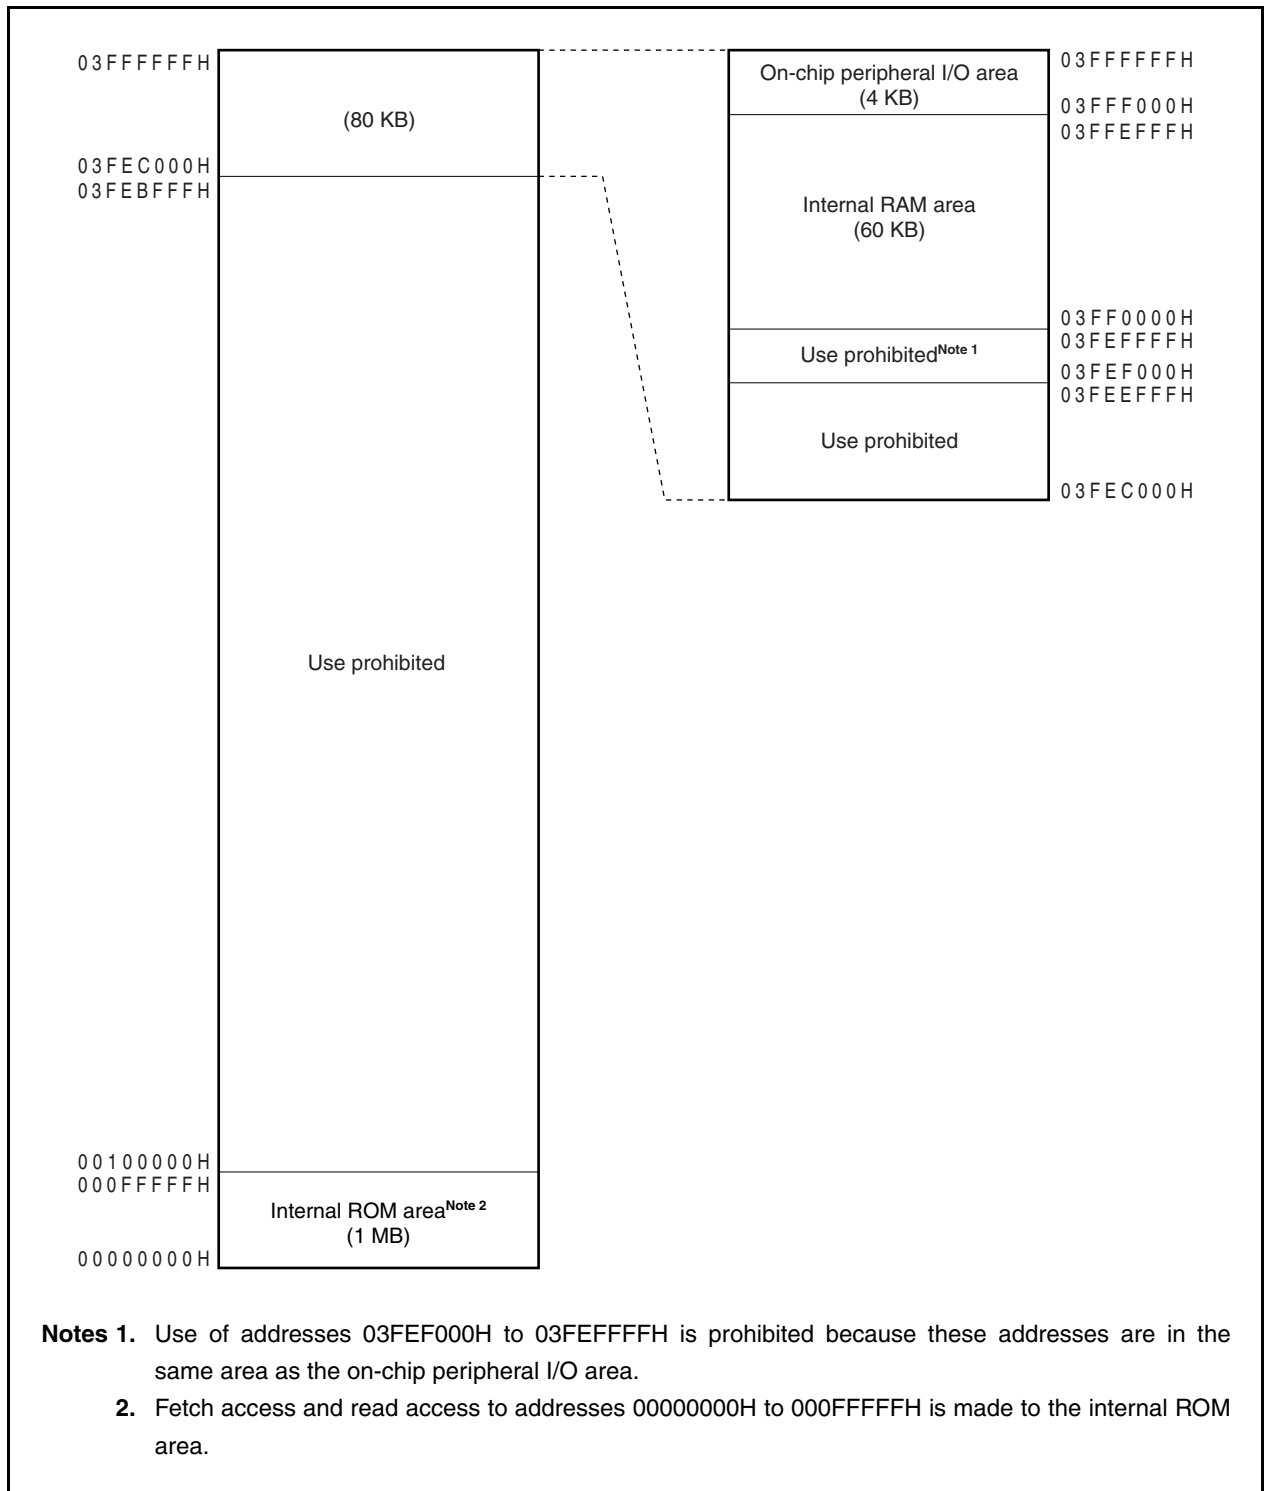 03FFFFFFH
(80 KB)
03FEC000H
03FEBFFFH
Use prohibited
00100000H
000FFFFFH
Internal ROM areaNote 2
(1 MB)
00000000H
On-chip peripheral I/O area
(4 KB)
03FFFFFFH
03FFF000H
03FFEFFFH
Internal RAM area
(60 KB)
03FF0000H
03FEFFFFH
Use prohibitedNote 1
03FEF000H
03FEEFFFH
Use prohibited
03FEC000H
Notes 1. Use of addresses 03FEF000H to 03FEFFFFH is prohibited because these addresses are in the
same area as the on-chip peripheral I/O area.
2. Fetch access and read access to addresses 00000000H to 000FFFFFH is made to the internal ROM
area.